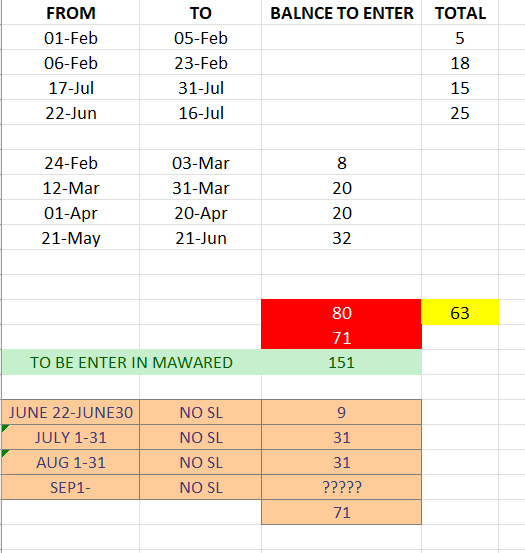 FROM TO BALNCE TO ENTER TOTAL
01-Feb 05-Feb 5
06-Feb 23-Feb 18
17-Jul 31-Jul 15
22-Jun 16-Jul 25
24-Feb 03-Mar 8
12-Mar 31-Mar 20
01-Apr 20-Apr 20
21-May 21-Jun 32
80 63
71
TO BE ENTER IN MAWARED 151
JUNE 22-JUNE30 NO SL 9
JULY 1-31 NO SL 31
AUG 1-31 NO SL 31
SEP1- NO SL ?????
71